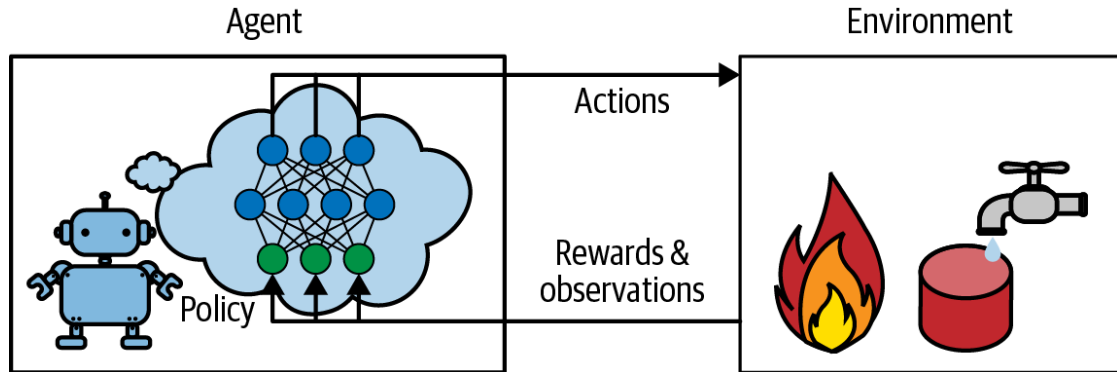 Agent
Environment
Actions
Rewards &
observations
Policy